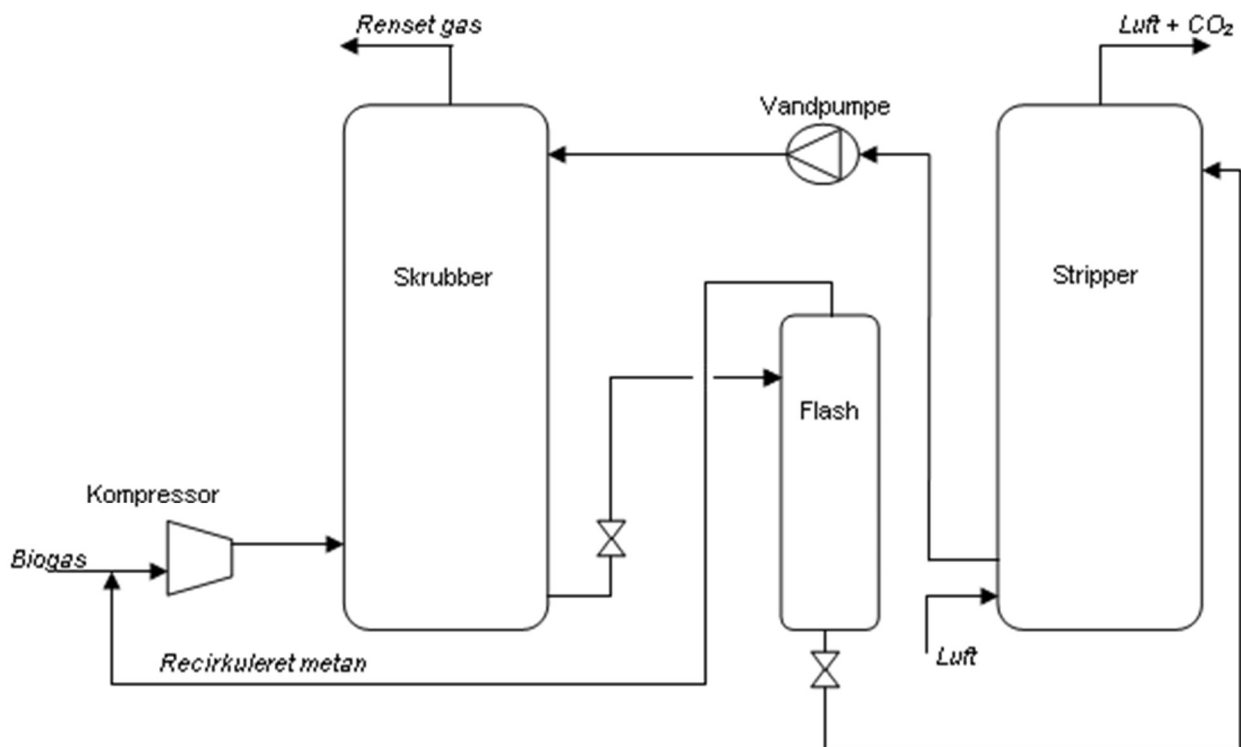 Renset gas
Luft + CO₂
Vandpumpe
Skrubber
Stripper
Flash
Kompressor
Biogas
Recirkuleret metan
Luft